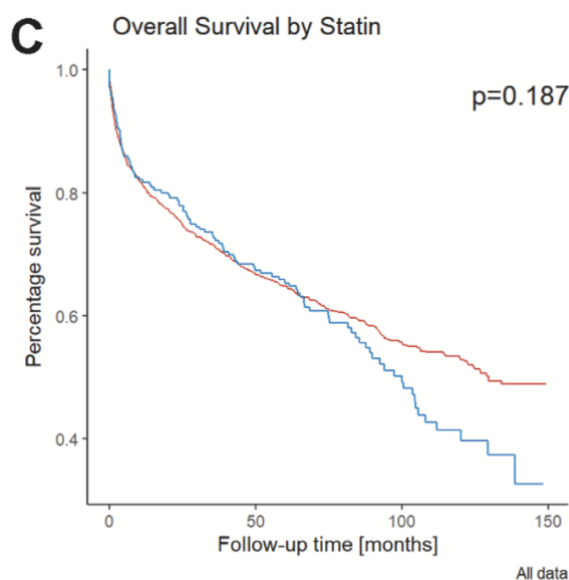 C
Overall Survival by Statin
p=0.187
Percentage survival
1.0
0.8
0.6
0.4
0 50 100 150
Follow-up time [months]
All data